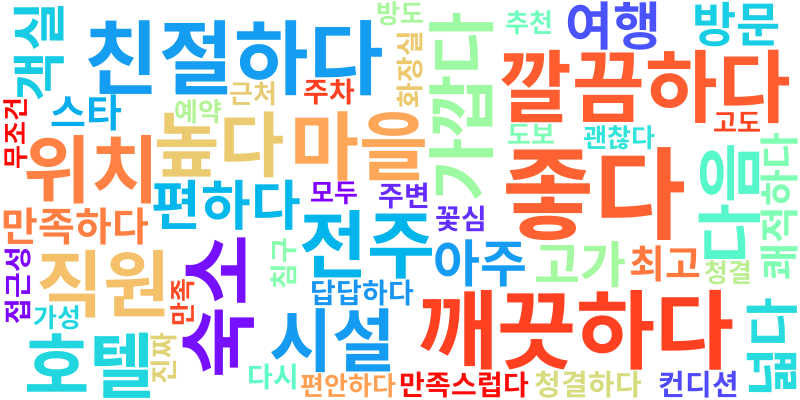 객실
친절하다
방도
가깝다
추천
여행
방문
스타
예약
근처
주차
화장실
깔끔하다
무조건
위치
높다
마을
도보
괜찮다
고도
편하다
모두
주변
꽃심
좋다
다음
쾌적하다
만족하다
접근성
직원
만족
숙소
침구
전주
아주
고가
최고
청결
가성
답답하다
호텔
진짜
시설
깨끗하다
넓다
다시
편안하다
만족스럽다
청결하다
컨디션